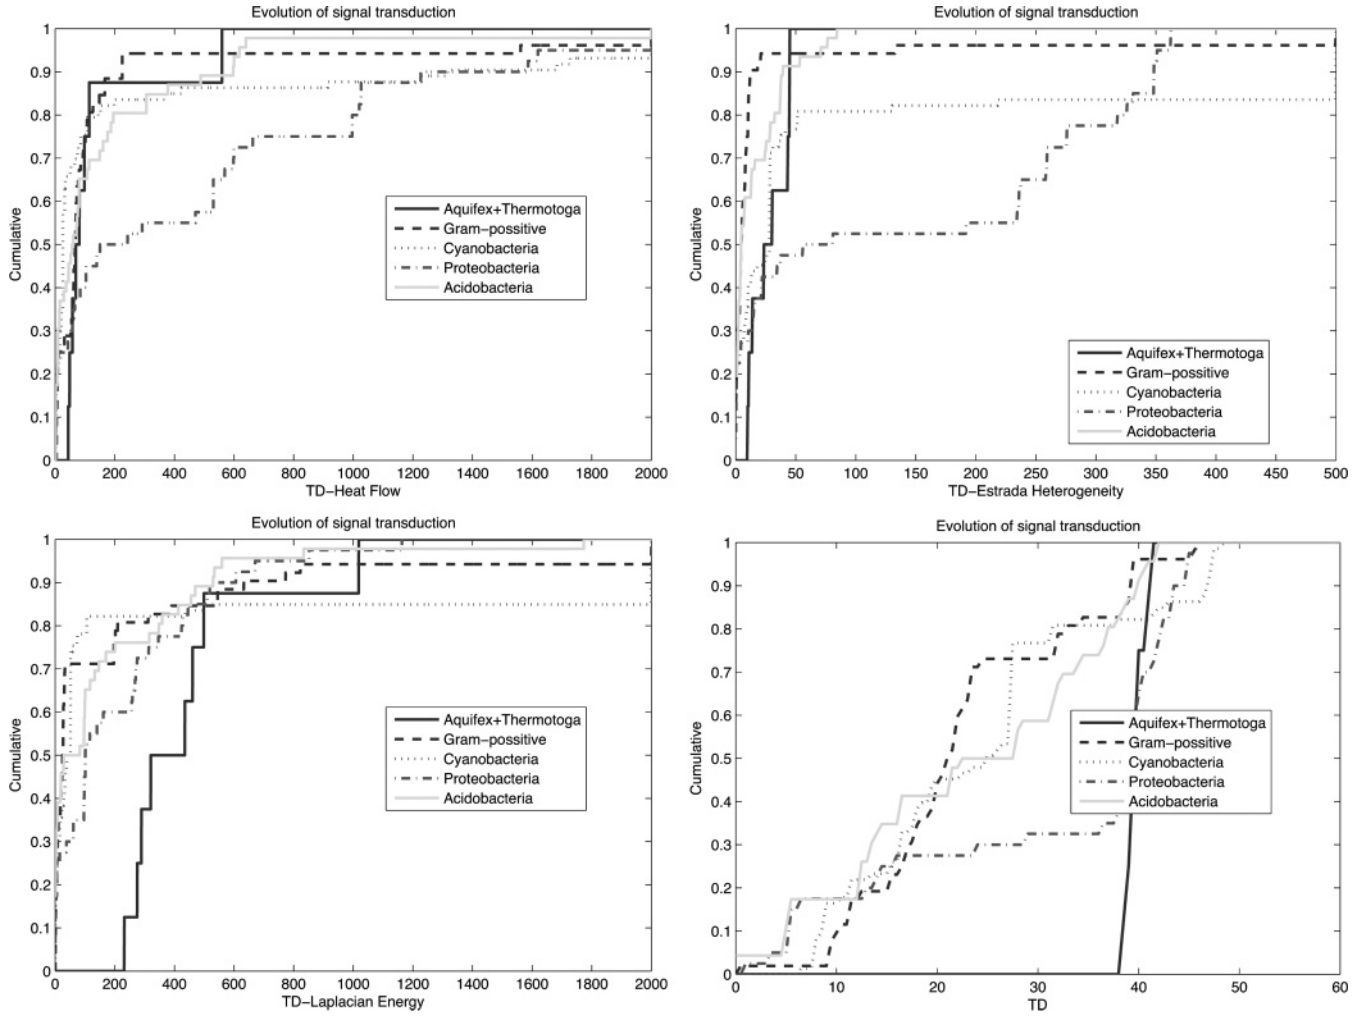 Evolution of signal transduction
1
0.9
0.8
0.7
0.6
0.5
0.4
0.3
0.2
0.1
0
Cumulative
Aquifex+Thermotoga
Gram-possitive
Cyanobacteria
Proteobacteria
Acidobacteria
0 200 400 600 800 1000 1200 1400 1600 1800 2000
TD-Heat Flow
Evolution of signal transduction
1
0.9
0.8
0.7
0.6
0.5
0.4
0.3
0.2
0.1
0
Cumulative
Aquifex+Thermotoga
Gram-possitive
Cyanobacteria
Proteobacteria
Acidobacteria
0 50 100 150 200 250 300 350 400 450 500
TD-Estrada Heterogeneity
Evolution of signal transduction
1
0.9
0.8
0.7
0.6
0.5
0.4
0.3
0.2
0.1
0
Cumulative
Aquifex+Thermotoga
Gram-possitive
Cyanobacteria
Proteobacteria
Acidobacteria
0 200 400 600 800 1000 1200 1400 1600 1800 2000
TD-Laplacian Energy
Evolution of signal transduction
1
0.9
0.8
0.7
0.6
0.5
0.4
0.3
0.2
0.1
0
Cumulative
Aquifex+Thermotoga
Gram-possitive
Cyanobacteria
Proteobacteria
Acidobacteria
0 10 20 30 40 50 60
TD